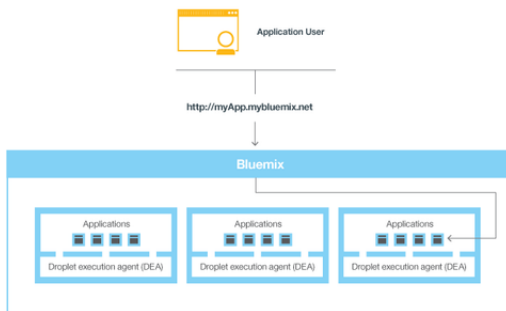 Application User
http://myApp.mybluemix.net
Bluemix
Applications
Applications
Applications
Droplet execution agent (DEA)
Droplet execution agent (DEA)
Droplet execution agent (DEA)